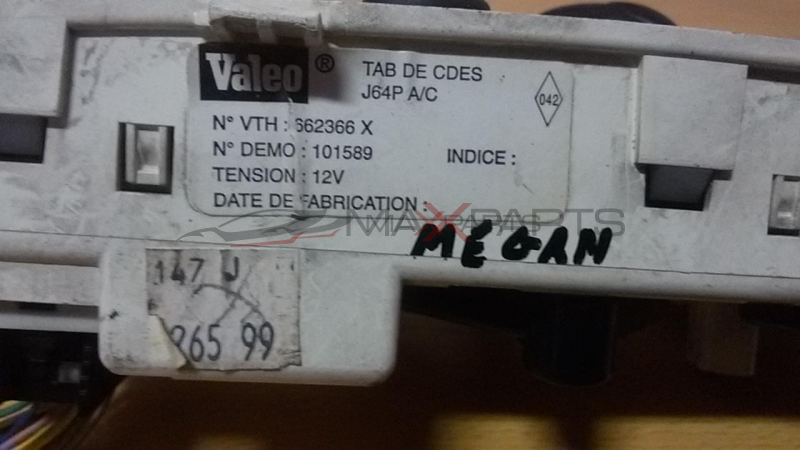 Valeo ®
TAB DE CDES
J64P A/C
042
N° VTH : 662366 X
N° DEMO : 101589
INDICE :
TENSION : 12V
DATE DE FABRICATION :
MAXXPARTS
MEGAN
147 J
265 99